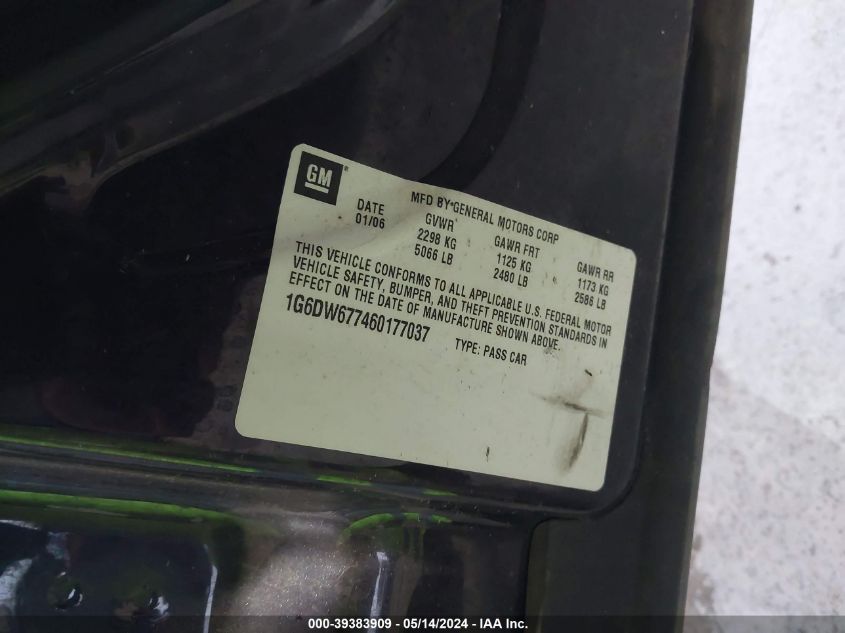 GM ®
MFD BY GENERAL MOTORS CORP
DATE GVWR GAWR FRT GAWR RR
01/06 2298 KG 1125 KG 1173 KG
5066 LB 2480 LB 2586 LB
THIS VEHICLE CONFORMS TO ALL APPLICABLE U.S. FEDERAL MOTOR
VEHICLE SAFETY, BUMPER, AND THEFT PREVENTION STANDARDS IN
EFFECT ON THE DATE OF MANUFACTURE SHOWN ABOVE.
1G6DW677460177037 TYPE: PASS CAR
000-39383909 - 05/14/2024 - IAA Inc.